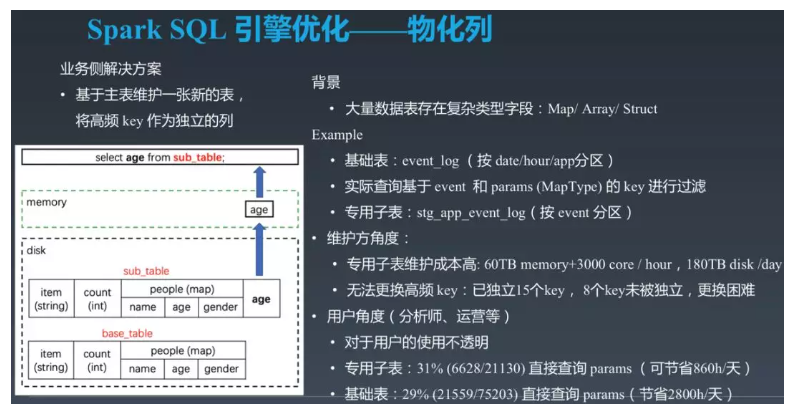 Spark SQL 引擎优化——物化列
业务侧解决方案
• 基于主表维护一张新的表，
将高频 key 作为独立的列
select age from sub_table;
memory
age
disk
sub_table
item (string)
count (int)
people (map)
name
age
gender
age
base_table
item (string)
count (int)
people (map)
name
age
gender
背景
• 大量数据表存在复杂类型字段：Map/ Array/ Struct
Example
• 基础表：event_log （按 date/hour/app分区）
• 实际查询基于 event 和 params (MapType) 的 key 进行过滤
• 专用子表：stg_app_event_log（按 event 分区）
• 维护方角度：
• 专用子表维护成本高: 60TB memory+3000 core / hour，180TB disk /day
• 无法更换高频 key：已独立15个key， 8个key未被独立，更换困难
• 用户角度（分析师、运营等）
• 对于用户的使用不透明
• 专用子表：31% (6628/21130) 直接查询 params （可节省860h/天）
• 基础表：29% (21559/75203) 直接查询 params（节省2800h/天）